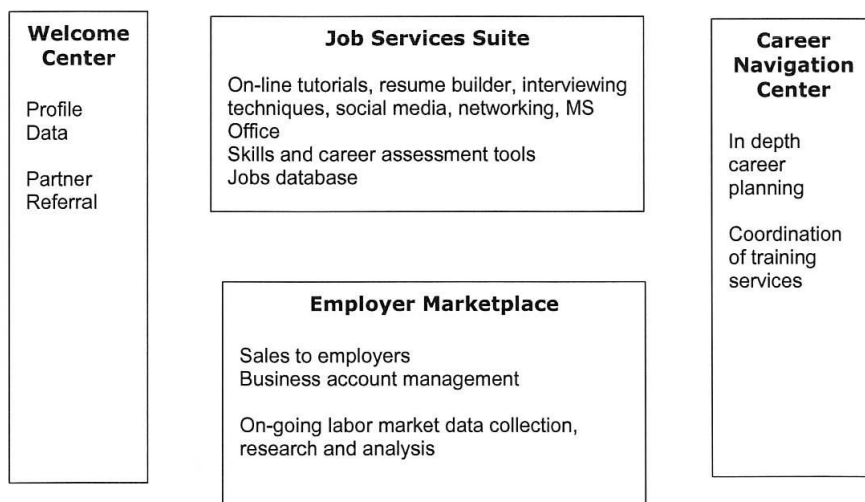 Welcome
Center
Profile
Data
Partner
Referral
Job Services Suite
On-line tutorials, resume builder, interviewing
techniques, social media, networking, MS
Office
Skills and career assessment tools
Jobs database
Employer Marketplace
Sales to employers
Business account management
On-going labor market data collection,
research and analysis
Career
Navigation
Center
In depth
career
planning
Coordination
of training
services